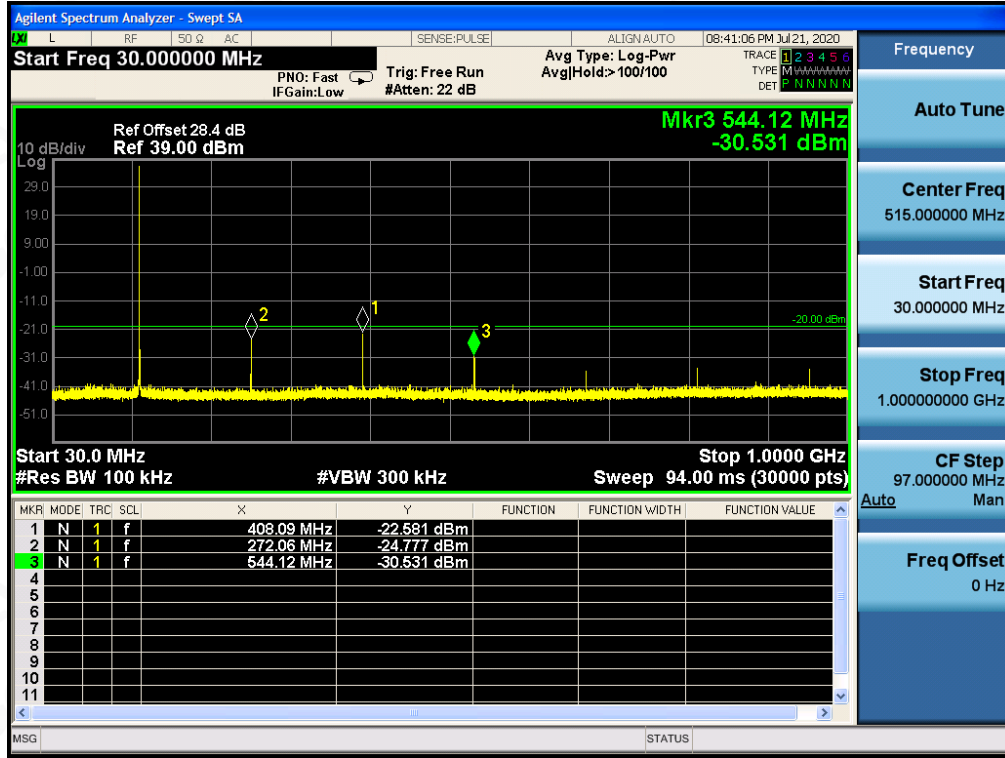 Agilent Spectrum Analyzer - Swept SA
LXI L RF 50 Ω AC SENSE:PULSE ALIGN AUTO 08:41:06 PM Jul 21, 2020
Start Freq 30.000000 MHz
PNO: Fast
IFGain:Low
Trig: Free Run
#Atten: 22 dB
Avg Type: Log-Pwr
Avg|Hold:> 100/100
TRACE 1 2 3 4 5 6
TYPE M
DET P N N N N N
Ref Offset 28.4 dB
Ref 39.00 dBm
10 dB/div
Log
Mkr3 544.12 MHz
-30.531 dBm
29.0
19.0
9.00
-1.00
-11.0
-21.0
-31.0
-41.0
-51.0
2
1
3
-20.00 dBm
Start 30.0 MHz Stop 1.0000 GHz
#Res BW 100 kHz #VBW 300 kHz Sweep 94.00 ms (30000 pts)
MKR MODE TRC SCL X Y FUNCTION FUNCTION WIDTH FUNCTION VALUE
1 N 1 f 408.09 MHz -22.581 dBm
2 N 1 f 272.06 MHz -24.777 dBm
3 N 1 f 544.12 MHz -30.531 dBm
4
5
6
7
8
9
10
11
MSG STATUS
Frequency
Auto Tune
Center Freq
515.000000 MHz
Start Freq
30.000000 MHz
Stop Freq
1.000000000 GHz
CF Step
97.000000 MHz
Auto Man
Freq Offset
0 Hz